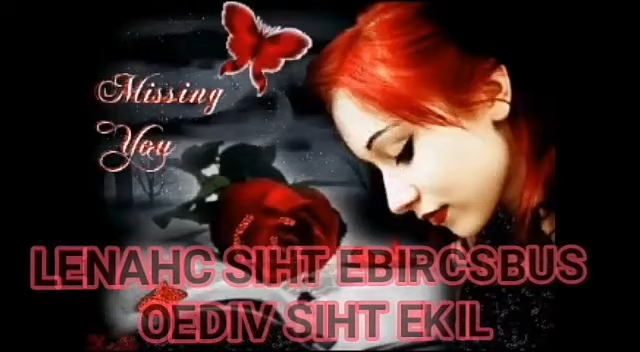 Missing
You
LENAHC SIHT EBIRCSBUS
OEDIV SIHT EKIL